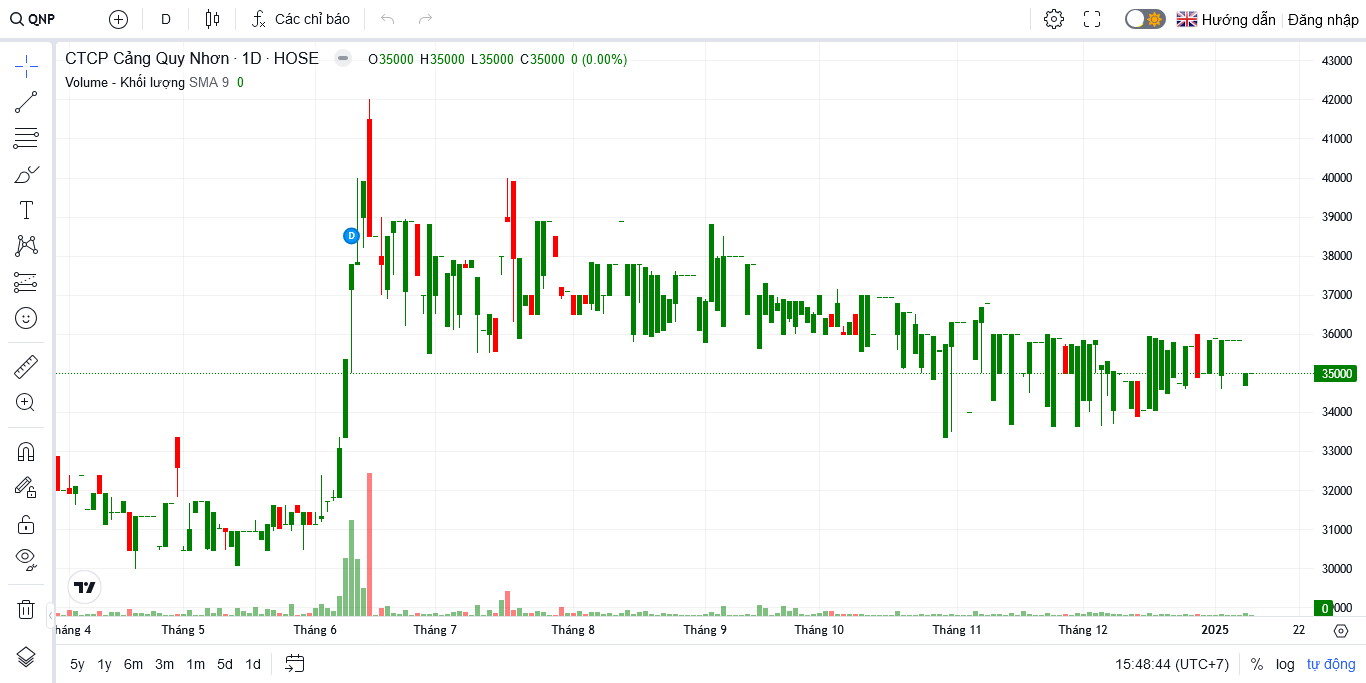 QNP D Các chỉ báo Hướng dẫn Đăng nhập
CTCP Cảng Quy Nhơn · 1D · HOSE O35000 H35000 L35000 C35000 0 (0.00%)
Volume - Khối lượng SMA 9 0
43000
42000
41000
40000
39000
D
38000
37000
36000
35000
34000
33000
32000
31000
30000
0 000
háng 4 Tháng 5 Tháng 6 Tháng 7 Tháng 8 Tháng 9 Tháng 10 Tháng 11 Tháng 12 2025 22
5y 1y 6m 3m 1m 5d 1d 15:48:44 (UTC+7) % log tự động